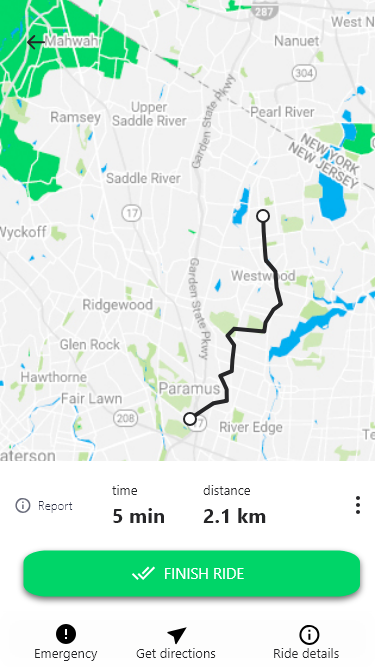 287
West N
Mahwah
Nanuet
304
Upper
Saddle River
Ramsey
Pearl River
Garden State Pkwy
NEW YORK
NEW JERSEY
Saddle River
17
Wyckoff
Westwood
Garden State Pkwy
Ridgewood
Glen Rock
Hawthorne
Paramus
Fair Lawn
208
River Edge
Te
aterson
Report
time
5 min
distance
2.1 km
FINISH RIDE
Emergency
Get directions
Ride details